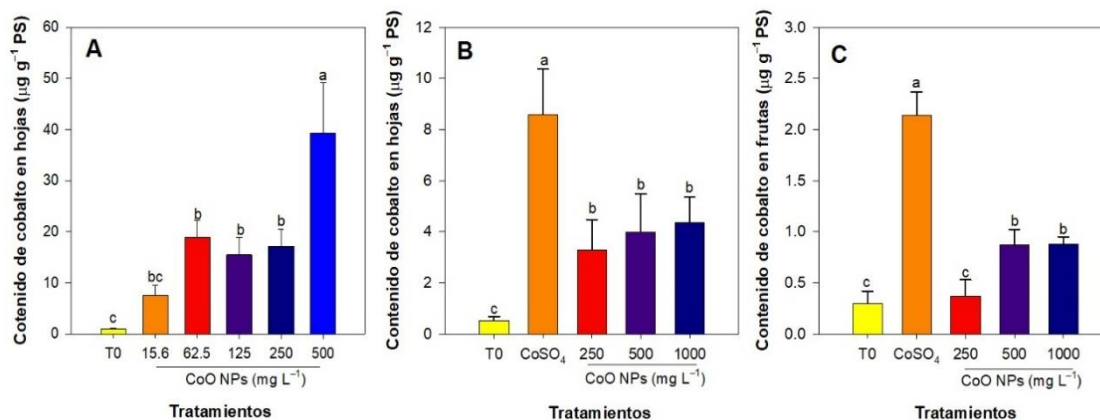 A
Cotenido de cobalto en hojas (µg g⁻¹ PS)
60
50
40
30
20
10
0
c
bc
b
b
b
a
T0 15.6 62.5 125 250 500
CoO NPs (mg L⁻¹)
Tratamientos
B
Contenido de cobalto en hojas (µg g⁻¹ PS)
12
10
8
6
4
2
0
c
a
b
b
b
T0 CoSO₄ 250 500 1000
CoO NPs (mg L⁻¹)
Tratamientos
C
Contenido de cobalto en frutas (µg g⁻¹ PS)
3.0
2.5
2.0
1.5
1.0
0.5
0.0
c
a
c
b
b
T0 CoSO₄ 250 500 1000
CoO NPs (mg L⁻¹)
Tratamientos